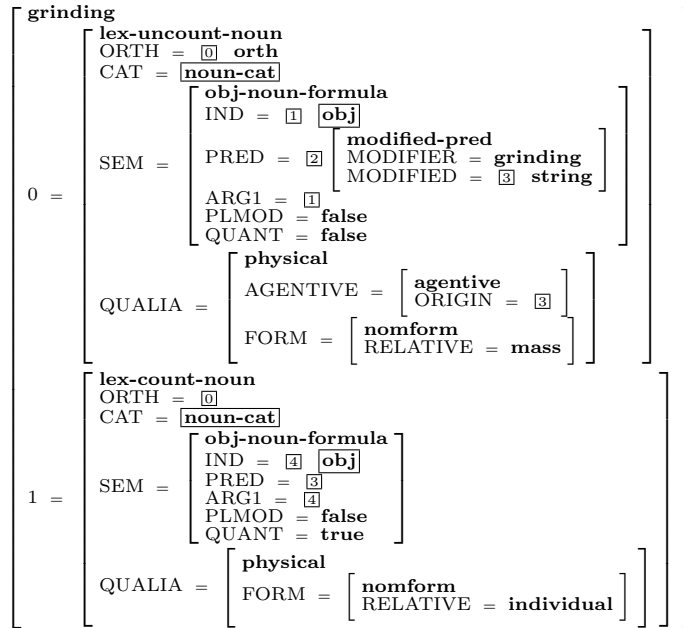 grinding
lex-uncount-noun
ORTH = 0 orth
CAT = noun-cat
obj-noun-formula
IND = 1 obj
modified-pred
PRED = 2 MODIFIER = grinding
MODIFIED = 3 string
SEM =
ARG1 = 1
PLMOD = false
QUANT = false
0 =
physical
agentive
AGENTIVE =
ORIGIN = 3
QUALIA =
nomform
FORM =
RELATIVE = mass
lex-count-noun
ORTH = 0
CAT = noun-cat
obj-noun-formula
IND = 4 obj
PRED = 3
SEM =
ARG1 = 4
PLMOD = false
1 =
QUANT = true
physical
QUALIA =
nomform
FORM =
RELATIVE = individual